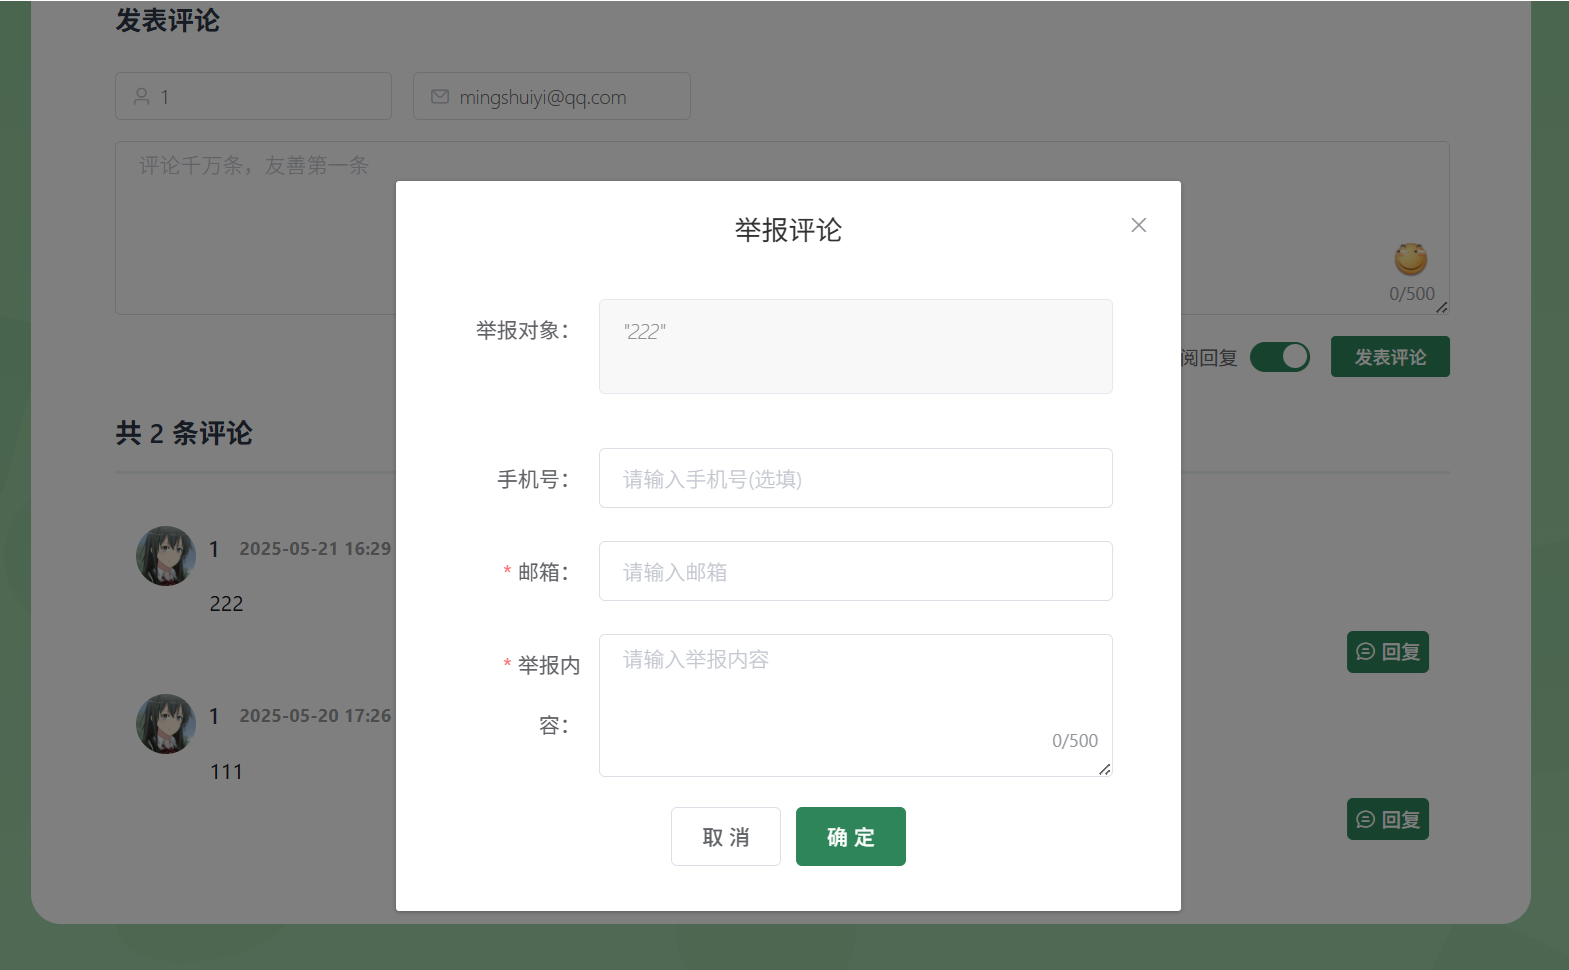 发表评论
1
mingshuiyi@qq.com
评论千万条，友善第一条
0/500
阅回复
发表评论
共 2 条评论
1 2025-05-21 16:29
222
回复
1 2025-05-20 17:26
111
回复
举报评论
举报对象：
"222"
手机号：
请输入手机号(选填)
* 邮箱：
请输入邮箱
* 举报内
容：
请输入举报内容
0/500
取 消
确 定